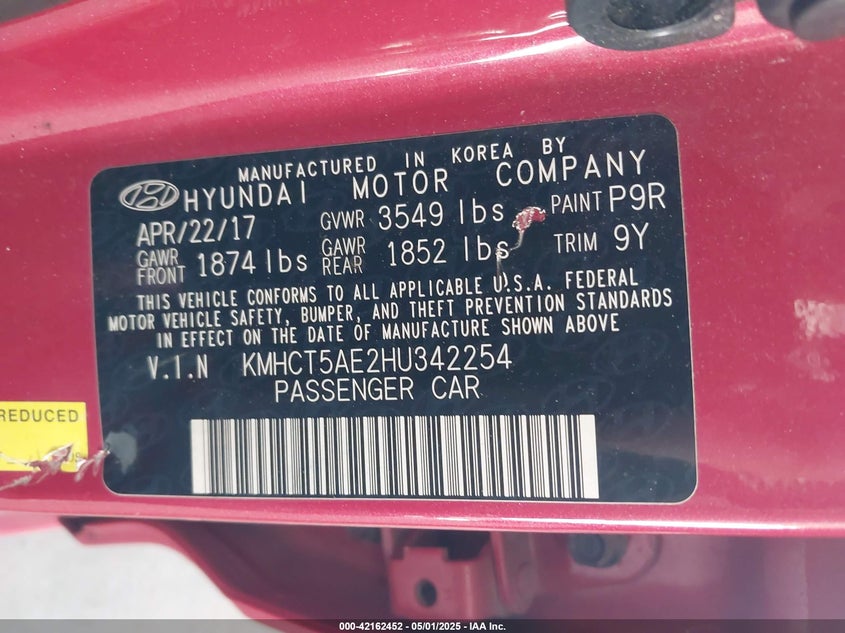 MANUFACTURED IN KOREA BY
HYUNDAI MOTOR COMPANY
APR/22/17 GVWR 3549 lbs PAINT P9R
GAWR FRONT 1874 lbs GAWR REAR 1852 lbs TRIM 9Y
THIS VEHICLE CONFORMS TO ALL APPLICABLE U.S.A. FEDERAL
MOTOR VEHICLE SAFETY, BUMPER, AND THEFT PREVENTION STANDARDS
IN EFFECT ON THE DATE OF MANUFACTURE SHOWN ABOVE
V.I.N KMHCT5AE2HU342254
PASSENGER CAR
REDUCED
000-42162452 - 05/01/2025 - IAA Inc.